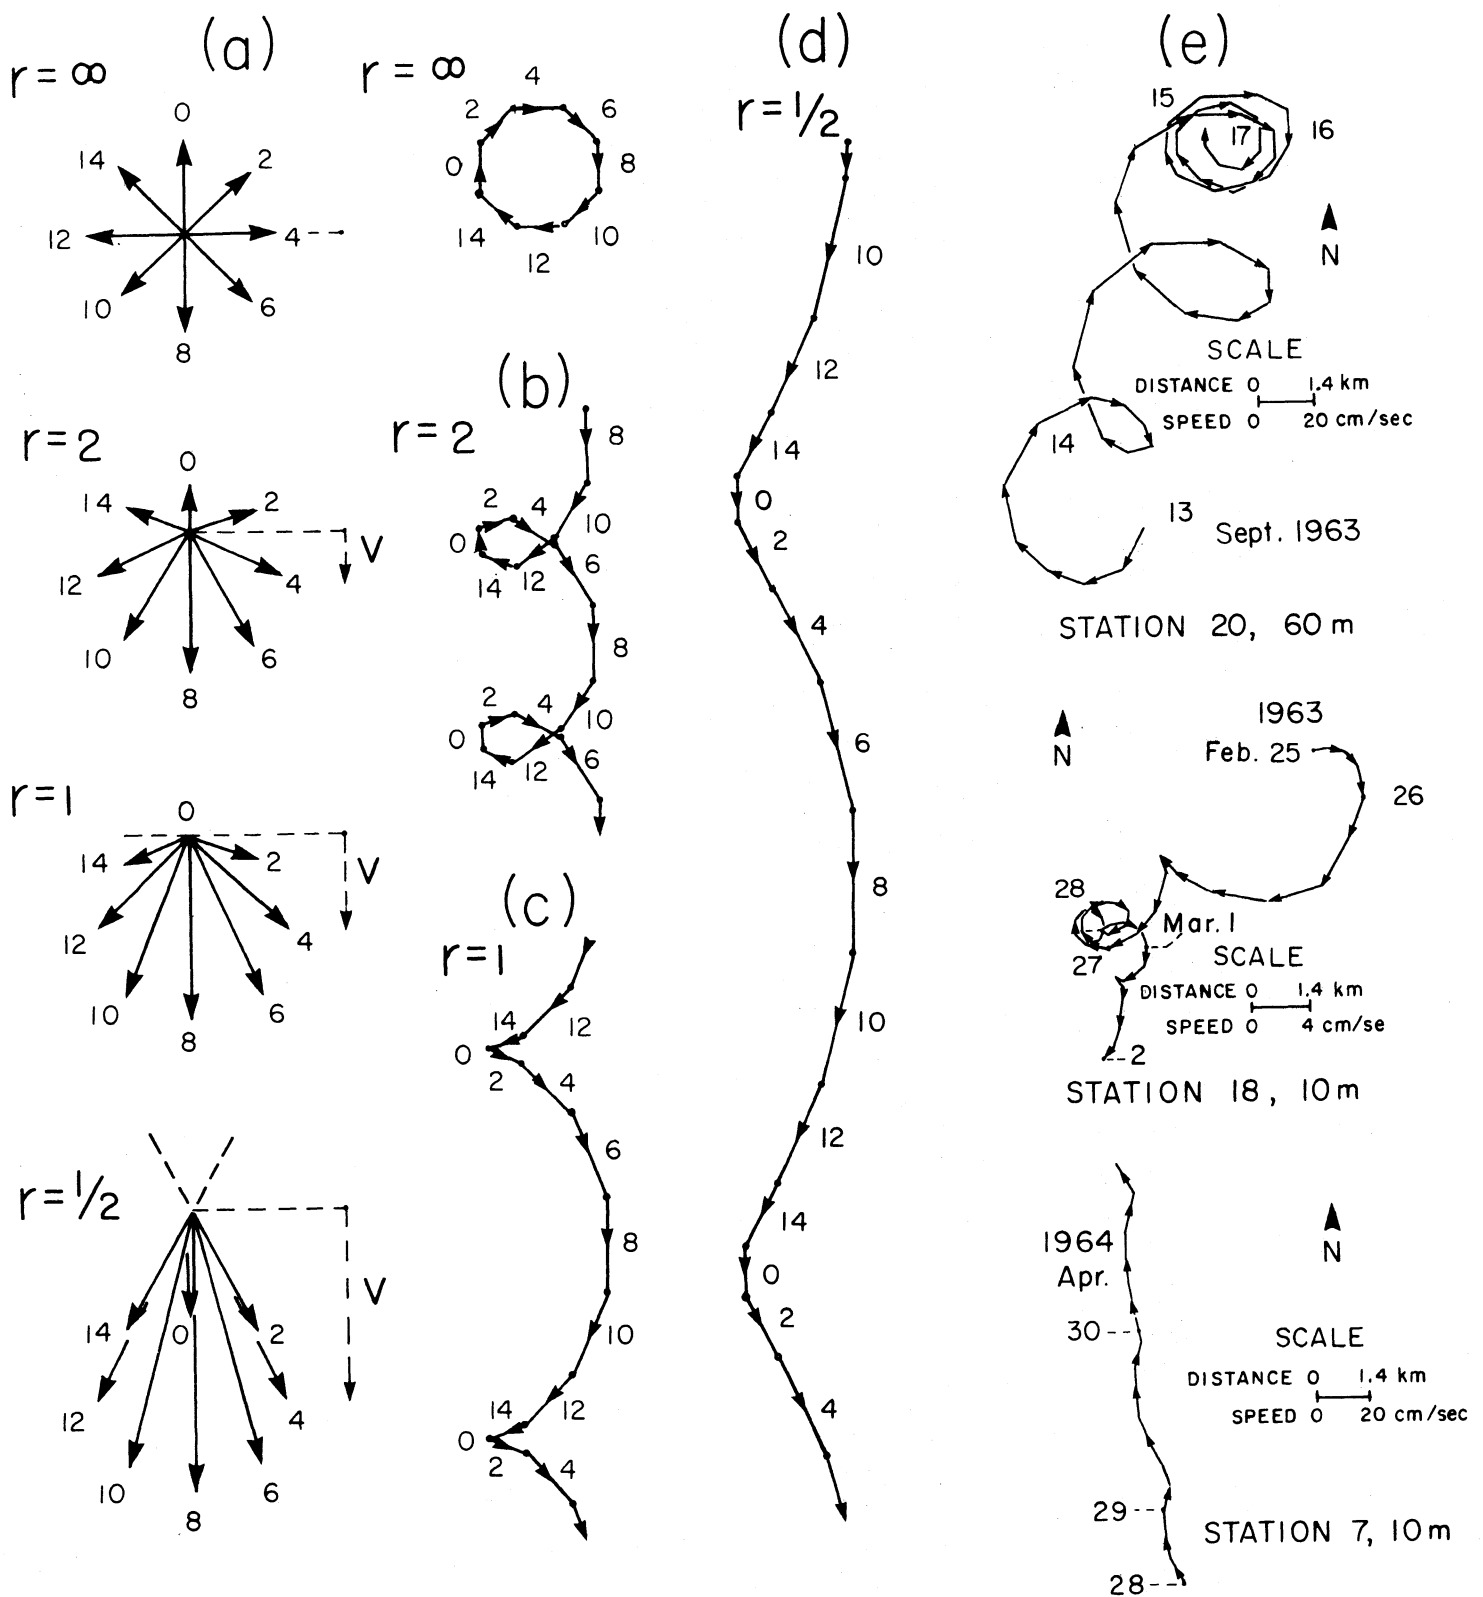 (a)
r = ∞
0
2
4
6
8
10
12
14
r = ∞
0
2
4
6
8
10
12
14
r = 2
0
2
4
6
8
10
12
14
V
r = 1
0
2
4
6
8
10
12
14
V
r = 1/2
0
2
4
6
8
10
12
14
V
(b)
r = 2
8
10
12
14
0
2
4
6
8
10
12
14
0
2
4
6
(c)
r = 1
12
14
0
2
4
6
8
10
12
14
0
2
4
(d)
r = 1/2
10
12
14
0
2
4
6
8
10
12
14
0
2
4
(e)
15
16
17
N
14
13
SCALE
DISTANCE 0 1.4 km
SPEED 0 20 cm/sec
Sept. 1963
STATION 20, 60 m
1963
Feb. 25
N
26
28
27
Mar. 1
SCALE
DISTANCE 0 1.4 km
SPEED 0 4 cm/se
2
STATION 18, 10 m
1964
Apr.
N
30
29
28
SCALE
DISTANCE 0 1.4 km
SPEED 0 20 cm/sec
STATION 7, 10 m